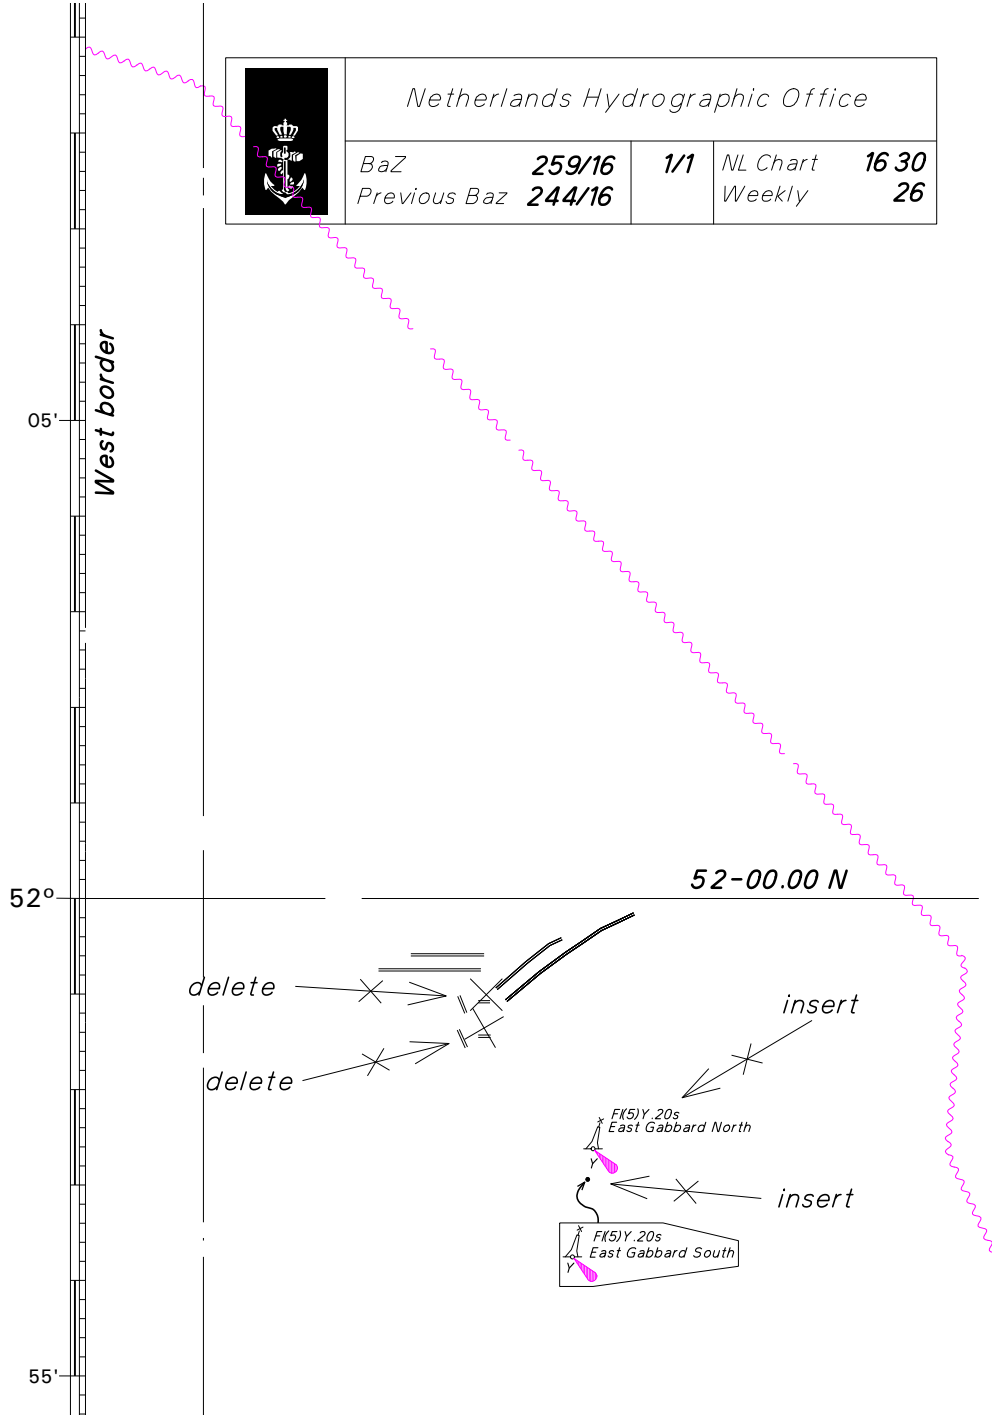 Netherlands Hydrographic Office
BaZ 259/16 1/1 NL Chart 1630
Previous Baz 244/16 Weekly 26
West border
05'
52°
52-00.00 N
delete
insert
delete
Fl(5)Y.20s
East Gabbard North
Y
insert
Fl(5)Y.20s
East Gabbard South
Y
55'